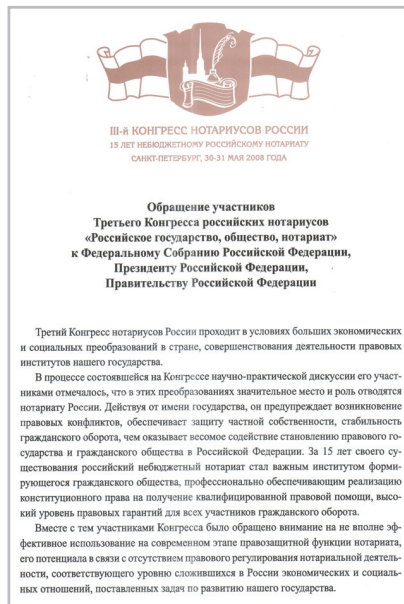 III-й КОНГРЕСС НОТАРИУСОВ РОССИИ
15 ЛЕТ НЕБЮДЖЕТНОМУ РОССИЙСКОМУ НОТАРИАТУ
САНКТ-ПЕТЕРБУРГ, 30-31 МАЯ 2008 ГОДА
Обращение участников
Третьего Конгресса российских нотариусов
«Российское государство, общество, нотариат»
к Федеральному Собранию Российской Федерации,
Президенту Российской Федерации,
Правительству Российской Федерации
Третий Конгресс нотариусов России проходит в условиях больших экономических
и социальных преобразований в стране, совершенствования деятельности правовых
институтов нашего государства.
В процессе состоявшейся на Конгрессе научно-практической дискуссии его участ-
никами отмечалось, что в этих преобразованиях значительное место и роль отводятся
нотариату России. Действуя от имени государства, он предупреждает возникновение
правовых конфликтов, обеспечивает защиту частной собственности, стабильность
гражданского оборота, чем оказывает весомое содействие становлению правового го-
сударства и гражданского общества в Российской Федерации. За 15 лет своего су-
ществования российский небюджетный нотариат стал важным институтом форми-
рующегося гражданского общества, профессионально обеспечивающим реализацию
конституционного права на получение квалифицированной правовой помощи, высо-
кий уровень правовых гарантий для всех участников гражданского оборота.
Вместе с тем участниками Конгресса было обращено внимание на не вполне эф-
фективное использование на современном этапе правозащитной функции нотариата,
его потенциала в связи с отсутствием правового регулирования нотариальной деятель-
ности, соответствующего уровню сложившихся в России экономических и социаль-
ных отношений, поставленных задач по развитию нашего государства.